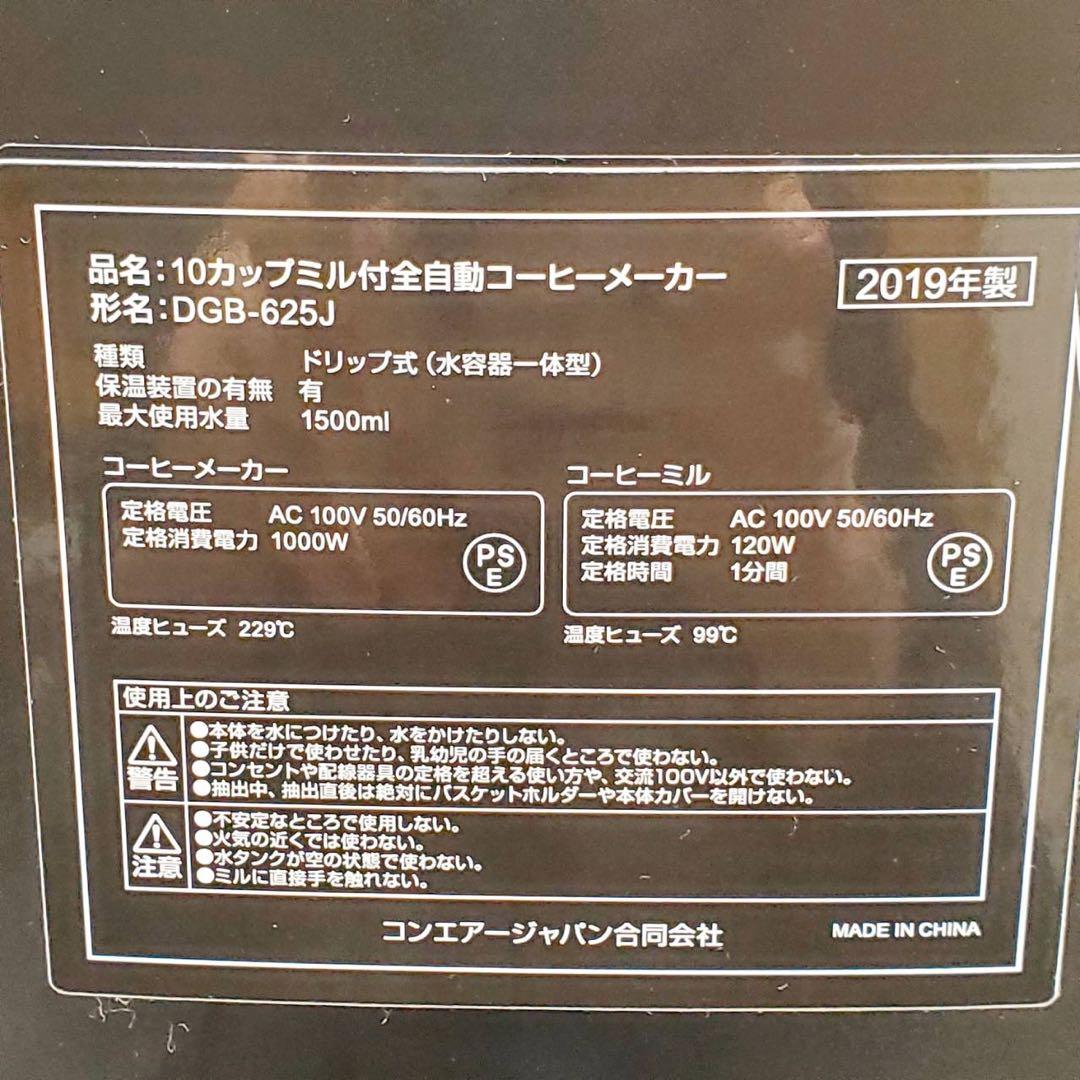 品名：10カップミル付全自動コーヒーメーカー
2019年製
形名：DGB-625J
種類 ドリップ式（水容器一体型）
保温装置の有無 有
最大使用水量 1500ml
コーヒーメーカー
定格電圧 AC 100V 50/60Hz
定格消費電力 1000W
PSE
温度ヒューズ 229℃
コーヒーミル
定格電圧 AC 100V 50/60Hz
定格消費電力 120W
定格時間 1分間
PSE
温度ヒューズ 99℃
使用上のご注意
警告
●本体を水につけたり、水をかけたりしない。
●子供だけで使わせたり、乳幼児の手の届くところで使わない。
●コンセントや配線器具の定格を超える使い方や、交流100V以外で使わない。
●抽出中、抽出直後は絶対にバスケットホルダーや本体カバーを開けない。
注意
●不安定なところで使用しない。
●火気の近くでは使わない。
●水タンクが空の状態で使わない。
●ミルに直接手を触れない。
コンエアージャパン合同会社
MADE IN CHINA